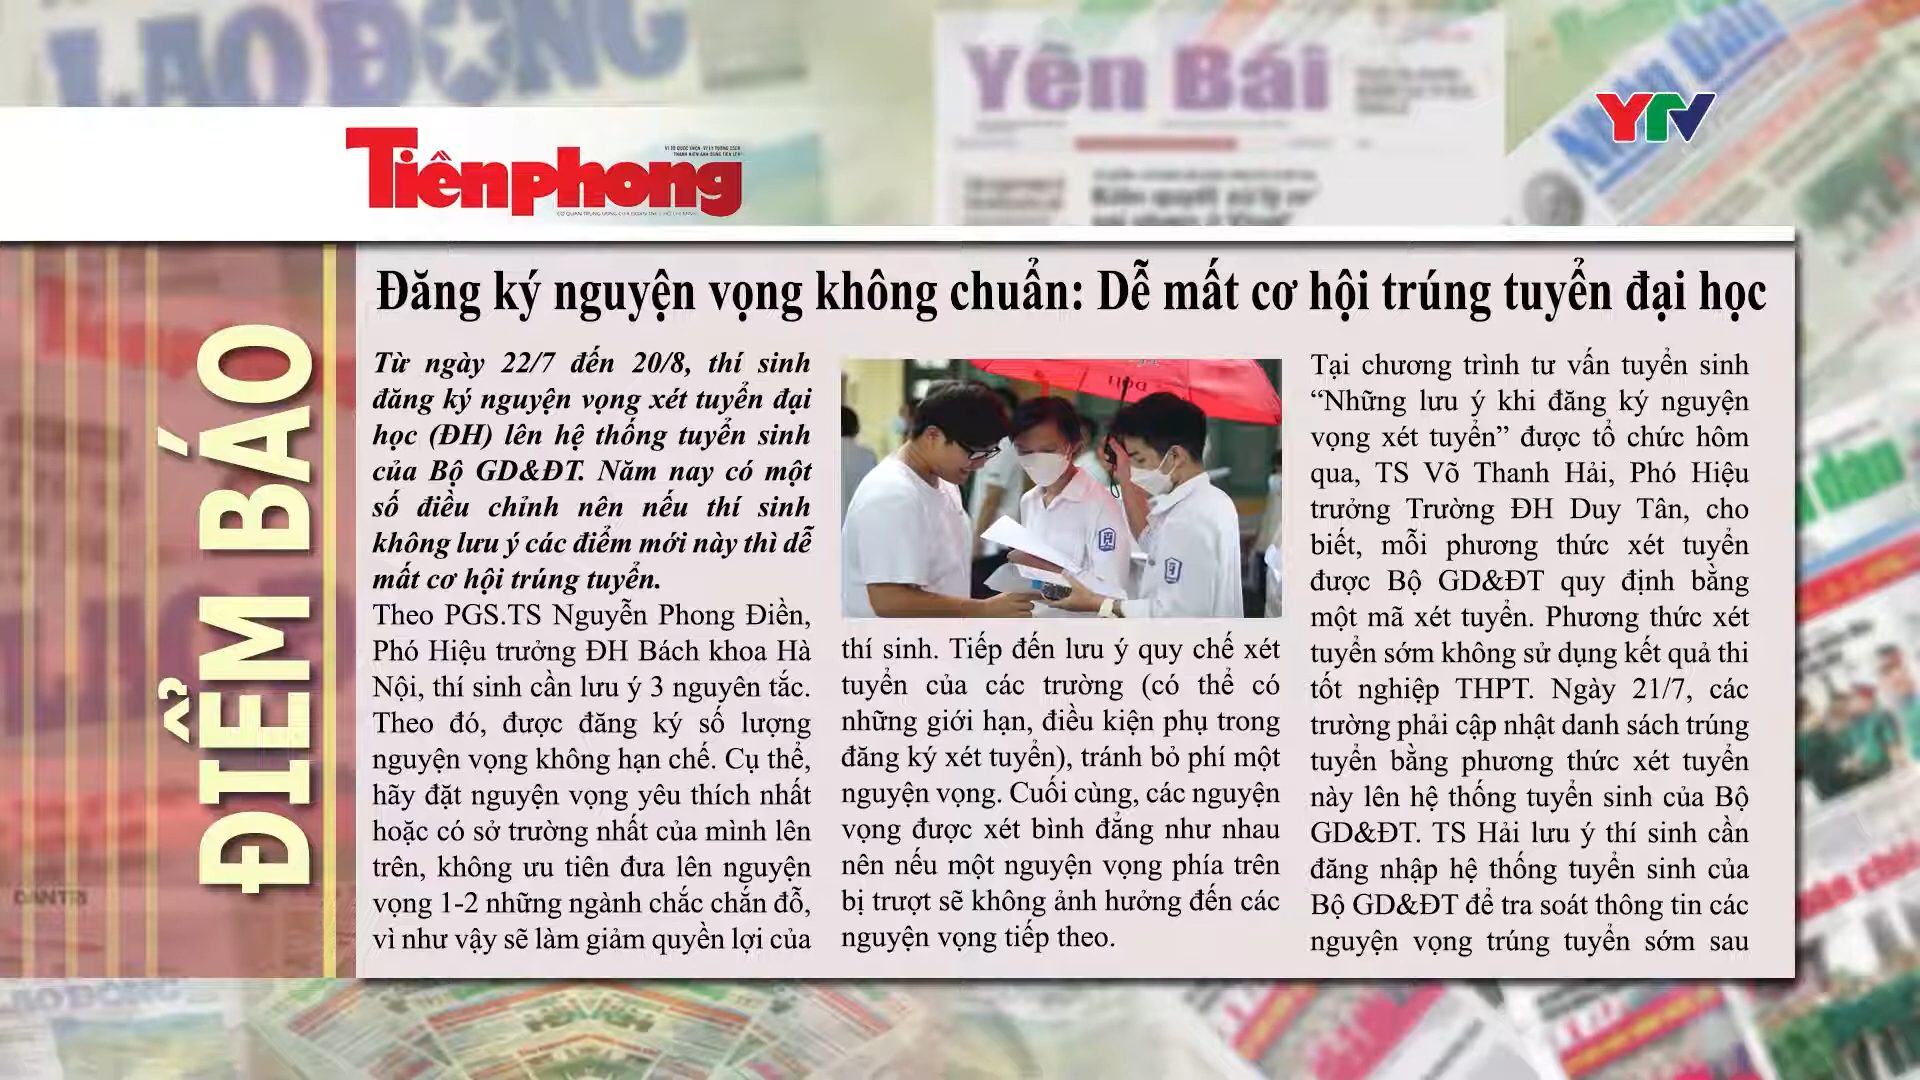 LAO ĐỘNG
Yên Bái
Nhân Dân
YTV
Tiền phong
ĐIỂM BÁO
Đăng ký nguyện vọng không chuẩn: Dễ mất cơ hội trúng tuyển đại học
Từ ngày 22/7 đến 20/8, thí sinh
đăng ký nguyện vọng xét tuyển đại
học (ĐH) lên hệ thống tuyển sinh
của Bộ GD&ĐT. Năm nay có một
số điều chỉnh nên nếu thí sinh
không lưu ý các điểm mới này thì dễ
mất cơ hội trúng tuyển.
Theo PGS.TS Nguyễn Phong Điền,
Phó Hiệu trưởng ĐH Bách khoa Hà
Nội, thí sinh cần lưu ý 3 nguyên tắc.
Theo đó, được đăng ký số lượng
nguyện vọng không hạn chế. Cụ thể,
hãy đặt nguyện vọng yêu thích nhất
hoặc có sở trường nhất của mình lên
trên, không ưu tiên đưa lên nguyện
vọng 1-2 những ngành chắc chắn đỗ,
vì như vậy sẽ làm giảm quyền lợi của
thí sinh. Tiếp đến lưu ý quy chế xét
tuyển của các trường (có thể có
những giới hạn, điều kiện phụ trong
đăng ký xét tuyển), tránh bỏ phí một
nguyện vọng. Cuối cùng, các nguyện
vọng được xét bình đẳng như nhau
nên nếu một nguyện vọng phía trên
bị trượt sẽ không ảnh hưởng đến các
nguyện vọng tiếp theo.
Tại chương trình tư vấn tuyển sinh
“Những lưu ý khi đăng ký nguyện
vọng xét tuyển” được tổ chức hôm
qua, TS Võ Thanh Hải, Phó Hiệu
trưởng Trường ĐH Duy Tân, cho
biết, mỗi phương thức xét tuyển
được Bộ GD&ĐT quy định bằng
một mã xét tuyển. Phương thức xét
tuyển sớm không sử dụng kết quả thi
tốt nghiệp THPT. Ngày 21/7, các
trường phải cập nhật danh sách trúng
tuyển bằng phương thức xét tuyển
này lên hệ thống tuyển sinh của Bộ
GD&ĐT. TS Hải lưu ý thí sinh cần
đăng nhập hệ thống tuyển sinh của
Bộ GD&ĐT để tra soát thông tin các
nguyện vọng trúng tuyển sớm sau